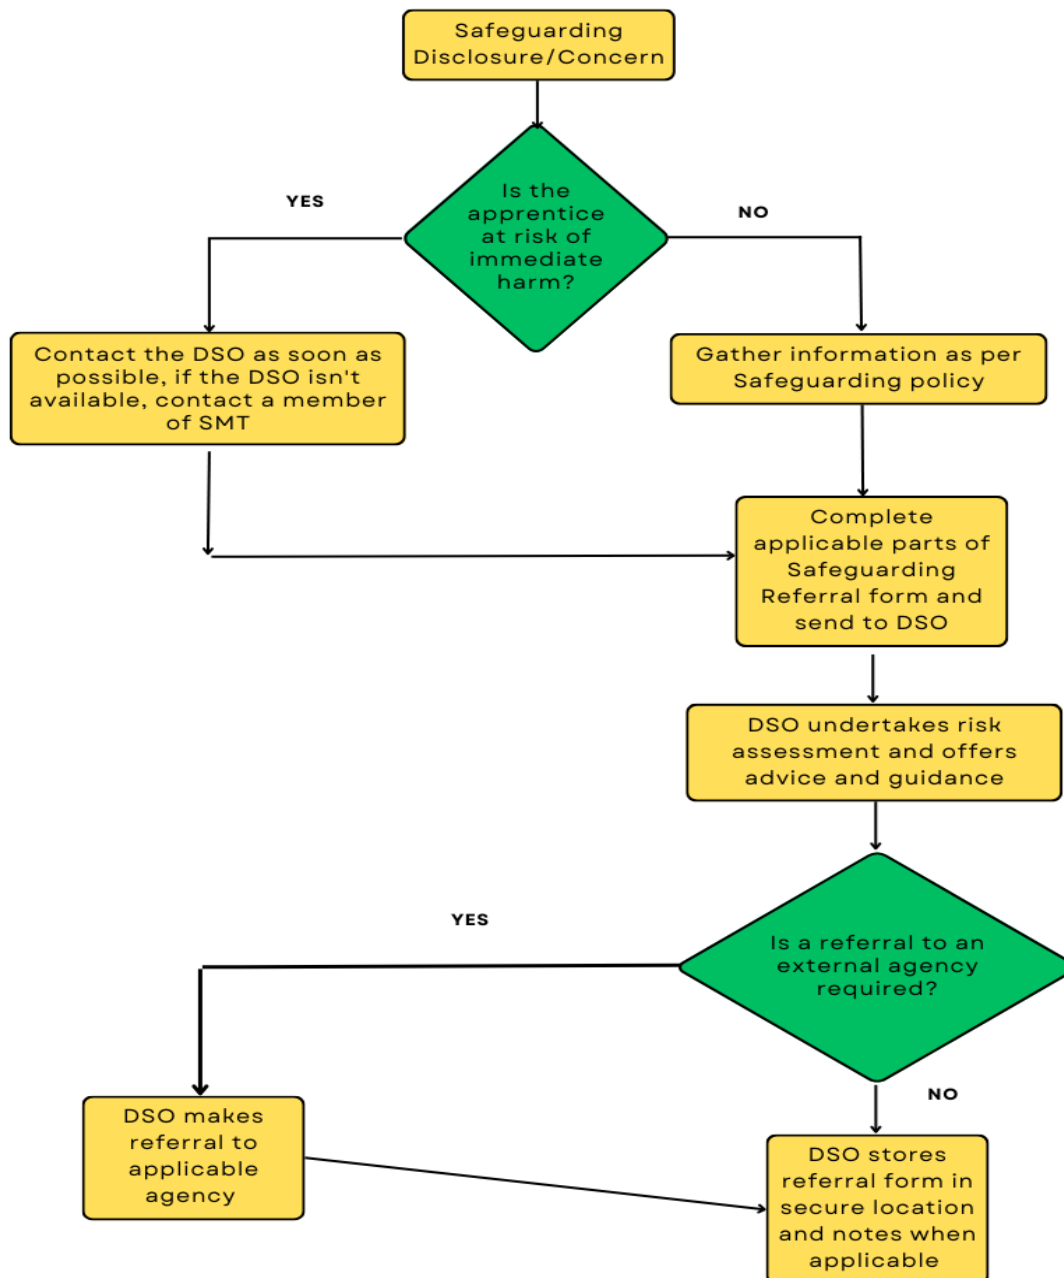 Safeguarding
Disclosure/Concern
Is the
apprentice
at risk of
immediate
harm?
YES
NO
Contact the DSO as soon as
possible, if the DSO isn't
available, contact a member
of SMT
Gather information as per
Safeguarding policy
Complete
applicable parts of
Safeguarding
Referral form and
send to DSO
DSO undertakes risk
assessment and offers
advice and guidance
Is a referral to an
external agency
required?
YES
NO
DSO makes
referral to
applicable
agency
DSO stores
referral form in
secure location
and notes when
applicable